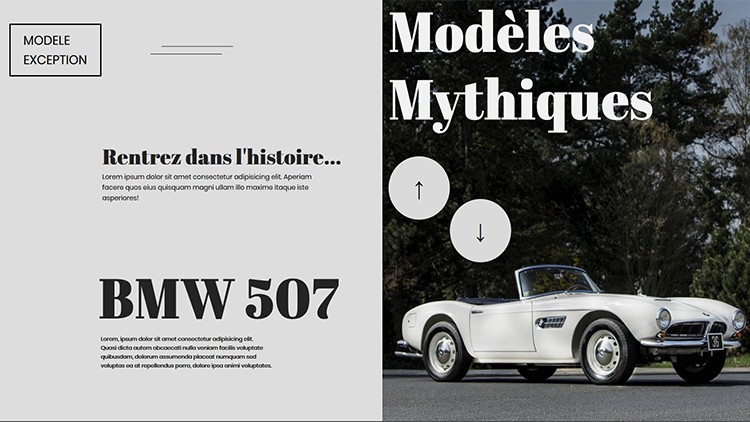 MODELE
EXCEPTION
Modèles
Mythiques
Rentrez dans l'histoire...
Lorem ipsum dolor sit amet consectetur adipisicing elit. Aperiam
facere quos eius quisquam magni ullam illo maxime itaque iste
asperiores!
↑
↓
BMW 507
Lorem, ipsum dolor sit amet consectetur adipisicing elit.
Quasi dicta autem obcaecati nulla veniam facilis voluptate
quibusdam, dolorum assumenda placeat numquam sed
voluptas ea at repellendus porro, dolore ipsa animi voluptates.